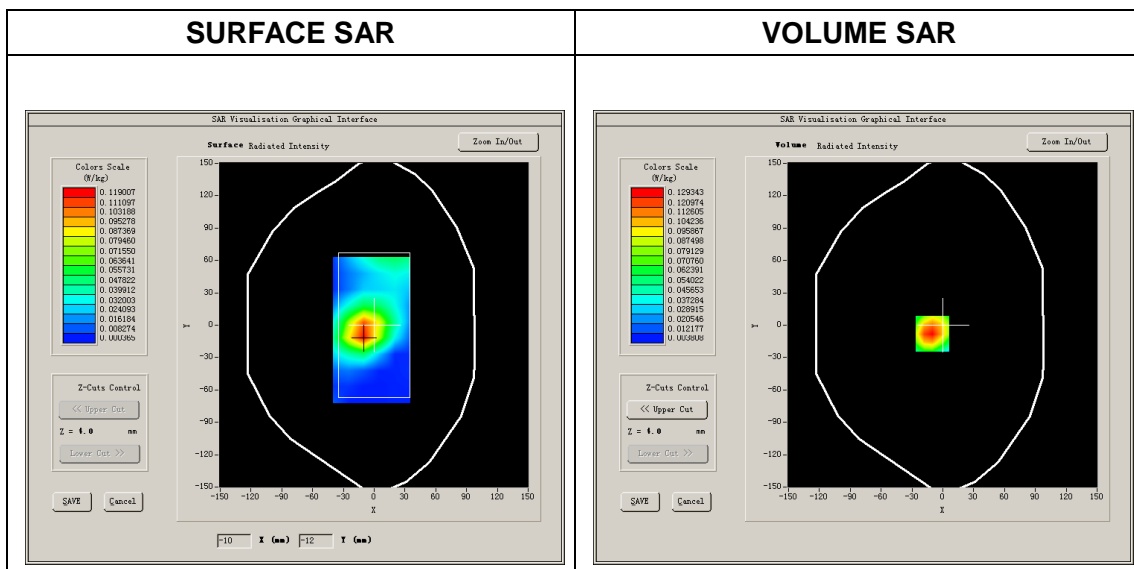 SURFACE SAR
VOLUME SAR
SAR Visualisation Graphical Interface
Surface Radiated Intensity
Zoom In/Out
Colors Scale
(W/kg)
0.119007
0.111097
0.103188
0.095278
0.087369
0.079460
0.071550
0.063641
0.055731
0.047822
0.039912
0.032003
0.024093
0.016184
0.008274
0.000365
150
120
90
60
30
0
-30
-60
-90
-120
-150
Y
-150 -120 -90 -60 -30 0 30 60 90 120 150
X
Z-Cuts Control
<< Upper Cut
Z = 4.0 mm
Lower Cut >>
SAVE Cancel
-10 X (mm) -12 Y (mm)
SAR Visualisation Graphical Interface
Volume Radiated Intensity
Zoom In/Out
Colors Scale
(W/kg)
0.129343
0.120974
0.112605
0.104236
0.095867
0.087498
0.079129
0.070760
0.062391
0.054022
0.045653
0.037284
0.028915
0.020546
0.012177
0.003808
150
120
90
60
30
0
-30
-60
-90
-120
-150
Y
-150 -120 -90 -60 -30 0 30 60 90 120 150
X
Z-Cuts Control
<< Upper Cut
Z = 4.0 mm
Lower Cut >>
SAVE Cancel